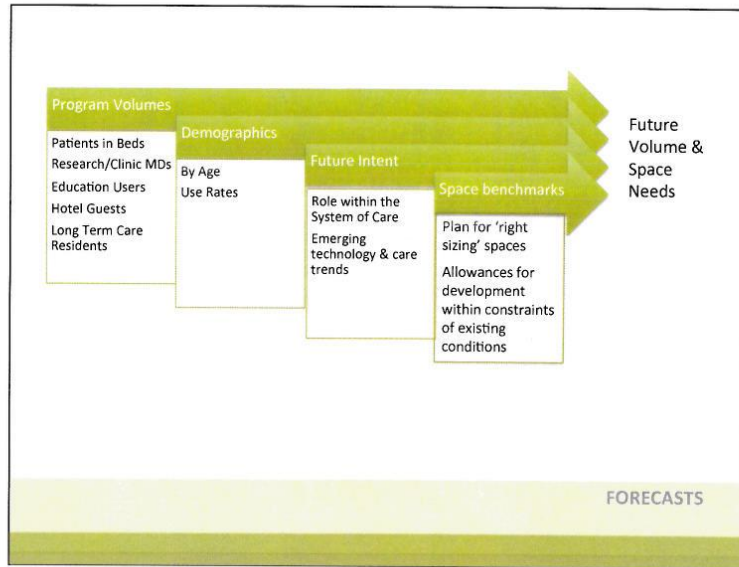 Program Volumes
Patients in Beds
Research/Clinic MDs
Education Users
Hotel Guests
Long Term Care
Residents
Demographics
By Age
Use Rates
Future Intent
Role within the
System of Care
Emerging
technology & care
trends
Space benchmarks
Plan for ‘right
sizing’ spaces
Allowances for
development
within constraints
of existing
conditions
Future
Volume &
Space
Needs
FORECASTS